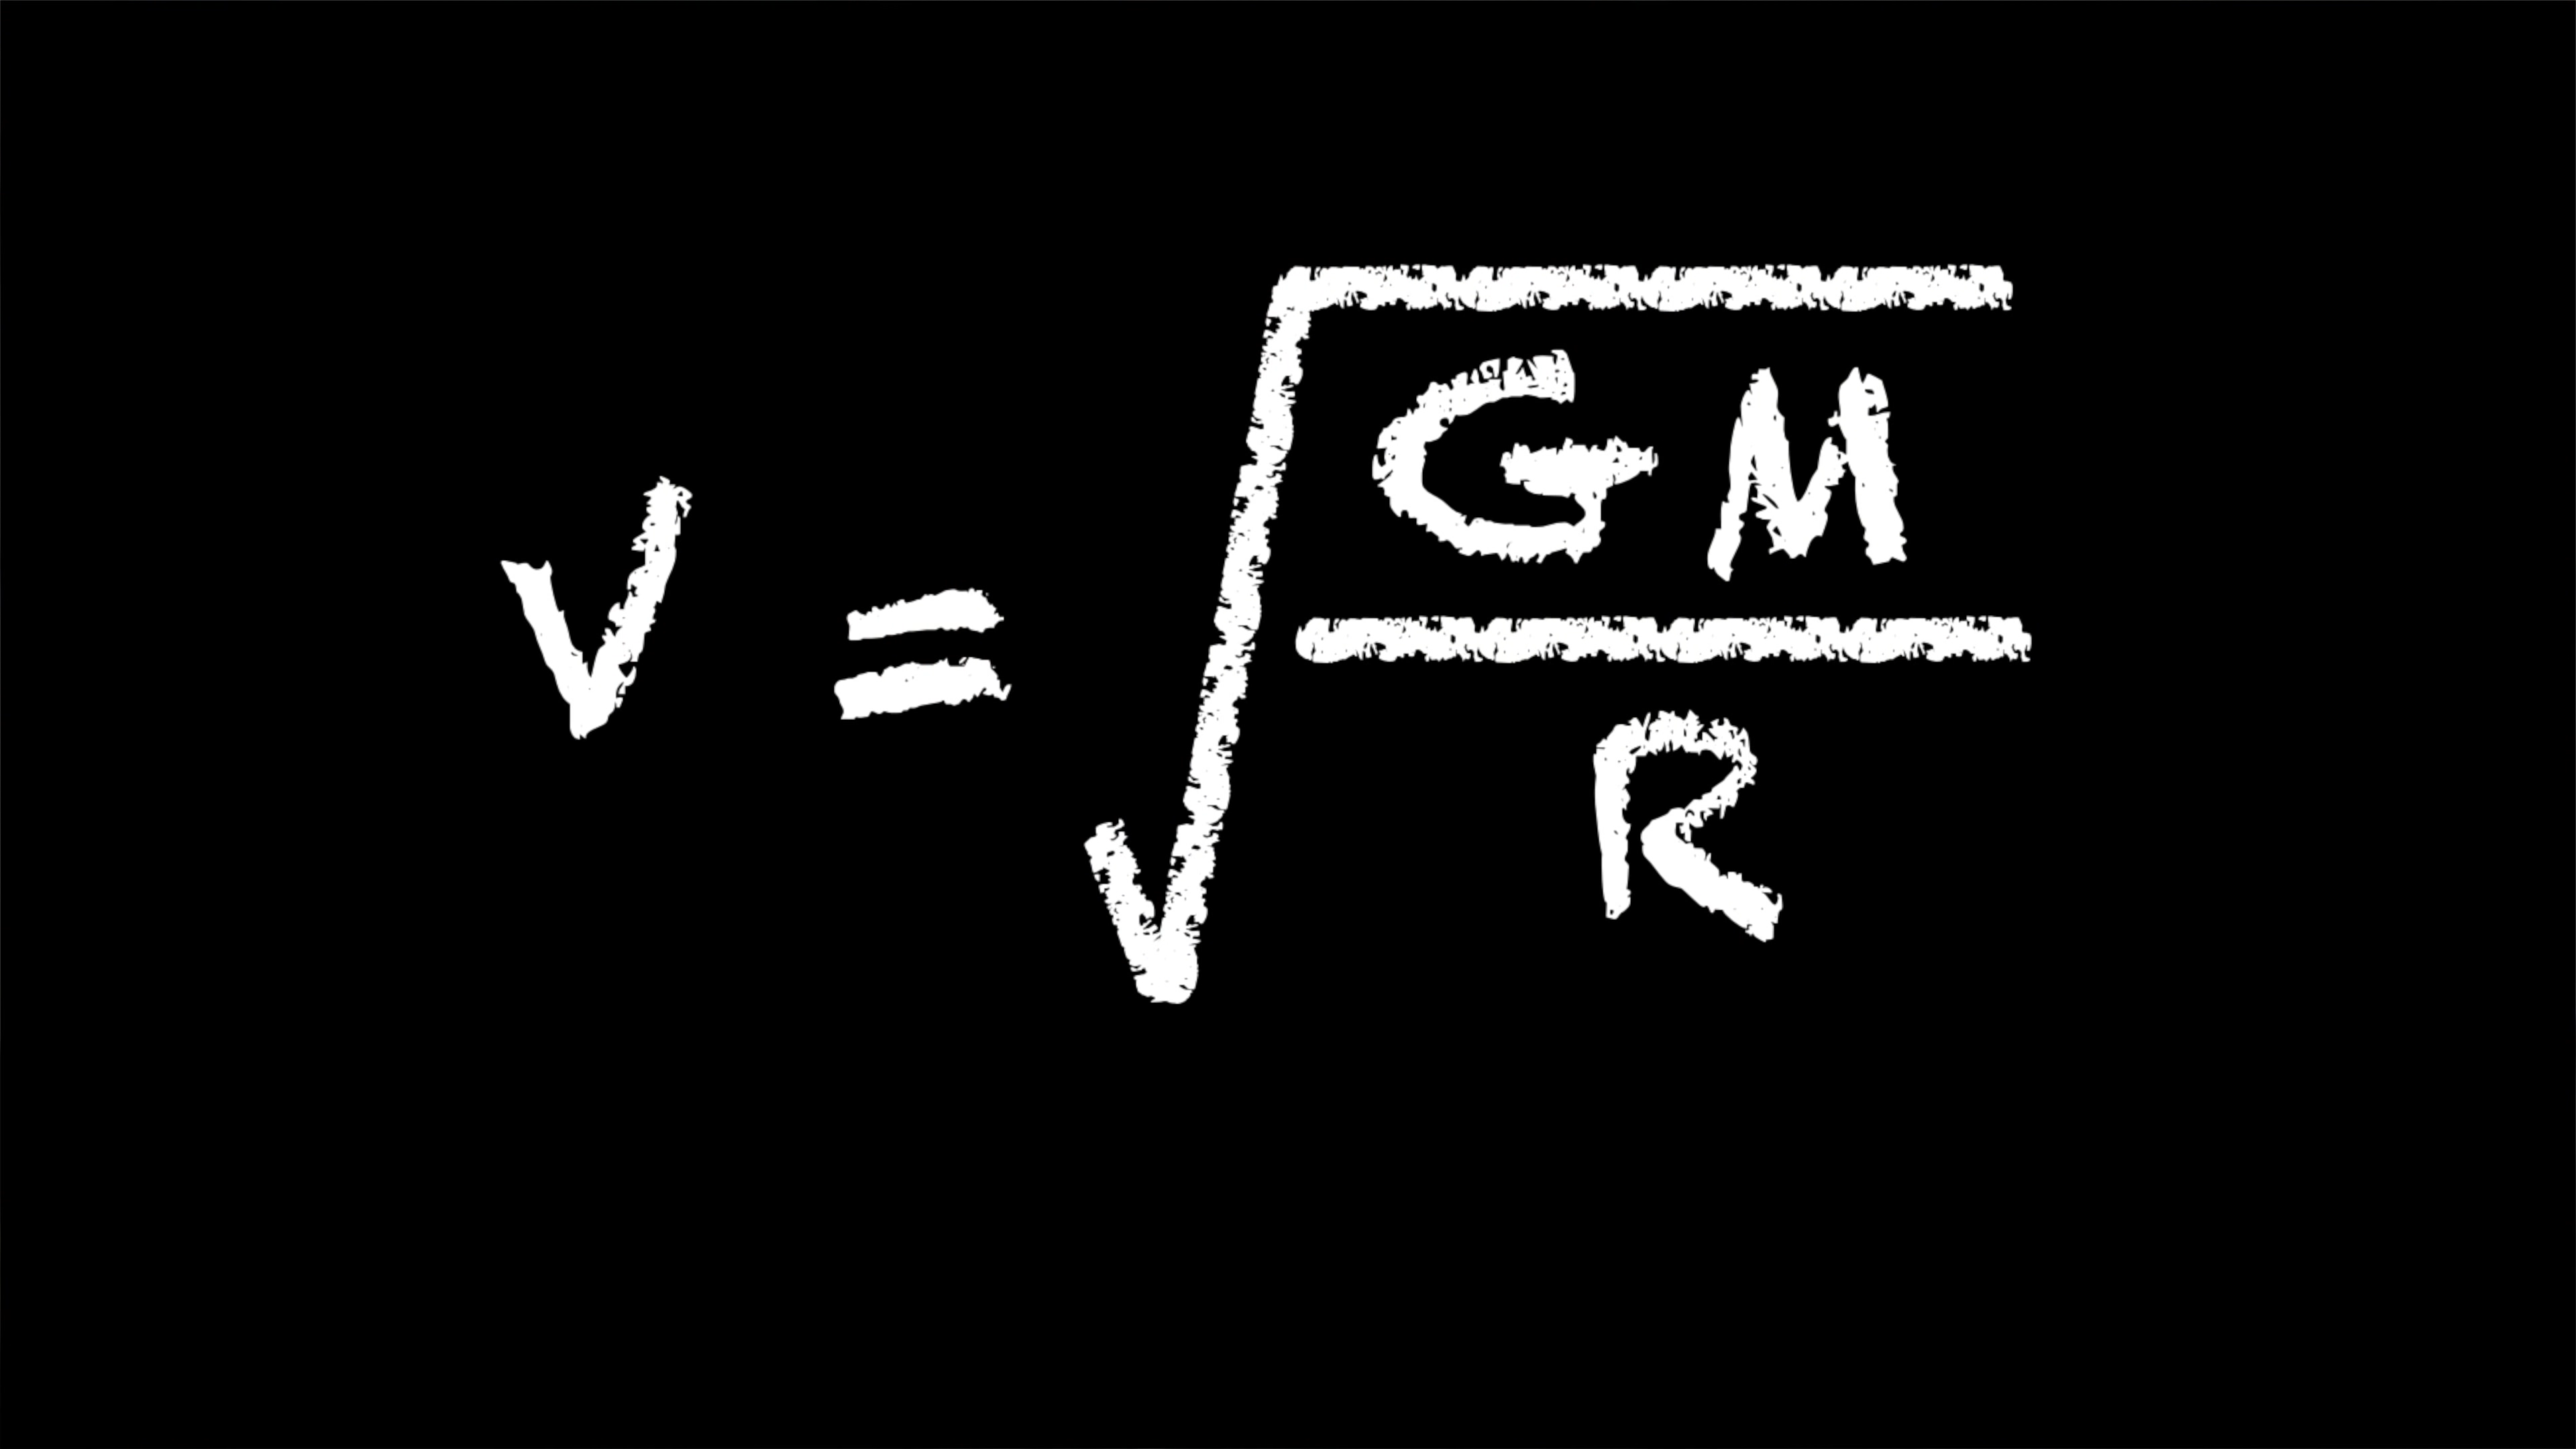 V = √(GM/R)